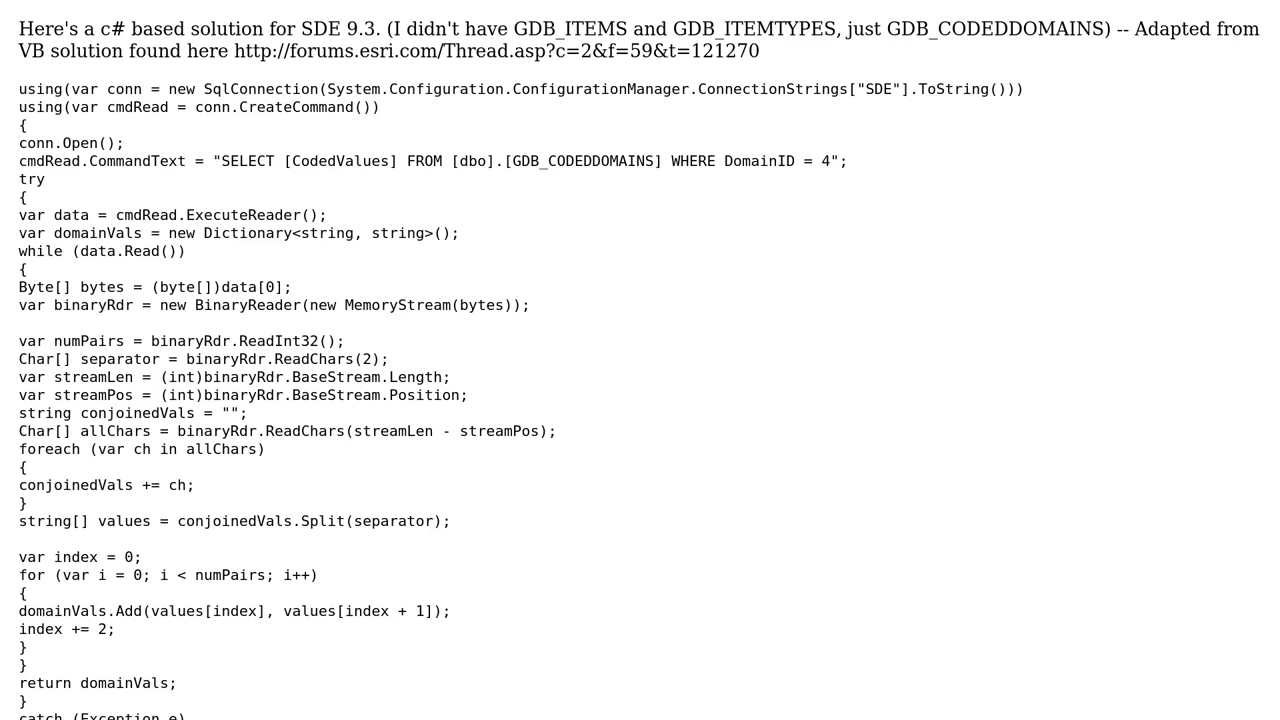 Here's a c# based solution for SDE 9.3. (I didn't have GDB_ITEMS and GDB_ITEMTYPES, just GDB_CODEDDOMAINS) -- Adapted from
VB solution found here http://forums.esri.com/Thread.asp?c=2&f=59&t=121270
using(var conn = new SqlConnection(System.Configuration.ConfigurationManager.ConnectionStrings["SDE"].ToString()))
using(var cmdRead = conn.CreateCommand())
{
conn.Open();
cmdRead.CommandText = "SELECT [CodedValues] FROM [dbo].[GDB_CODEDDOMAINS] WHERE DomainID = 4";
try
{
var data = cmdRead.ExecuteReader();
var domainVals = new Dictionary<string, string>();
while (data.Read())
{
Byte[] bytes = (byte[])data[0];
var binaryRdr = new BinaryReader(new MemoryStream(bytes));
var numPairs = binaryRdr.ReadInt32();
Char[] separator = binaryRdr.ReadChars(2);
var streamLen = (int)binaryRdr.BaseStream.Length;
var streamPos = (int)binaryRdr.BaseStream.Position;
string conjoinedVals = "";
Char[] allChars = binaryRdr.ReadChars(streamLen - streamPos);
foreach (var ch in allChars)
{
conjoinedVals += ch;
}
string[] values = conjoinedVals.Split(separator);
var index = 0;
for (var i = 0; i < numPairs; i++)
{
domainVals.Add(values[index], values[index + 1]);
index += 2;
}
}
return domainVals;
}
catch (Exception e)